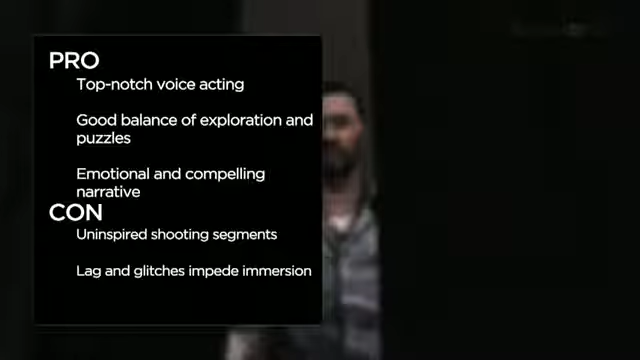 PRO
Top-notch voice acting
Good balance of exploration and
puzzles
Emotional and compelling
narrative
CON
Uninspired shooting segments
Lag and glitches impede immersion